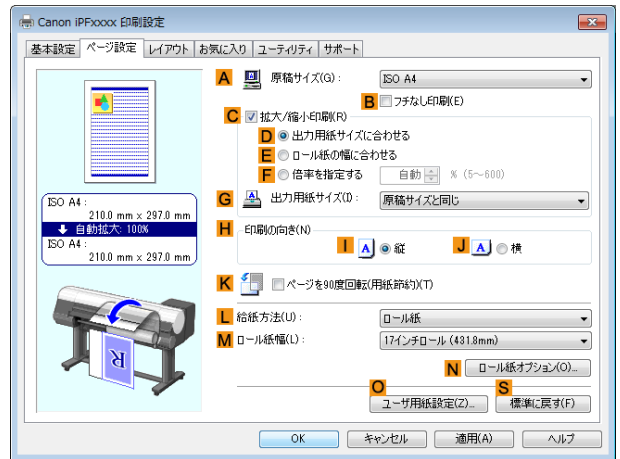 Canon iPFxxxx 印刷設定
基本設定 ページ設定 レイアウト お気に入り ユーティリティ サポート
A 原稿サイズ(G): ISO A4
B フチなし印刷(E)
C 拡大/縮小印刷(R)
D 出力用紙サイズに合わせる
E ロール紙の幅に合わせる
F 倍率を指定する 自動 % (5~600)
G 出力用紙サイズ(I): 原稿サイズと同じ
ISO A4 :
210.0 mm × 297.0 mm
自動拡大: 100%
ISO A4 :
210.0 mm × 297.0 mm
H 印刷の向き(N)
I A 縦 J A 横
K ページを90度回転(用紙節約)(T)
L 給紙方法(U): ロール紙
M ロール紙幅(L): 17インチロール (431.8mm)
N ロール紙オプション(O)...
R
O S
ユーザ用紙設定(Z)... 標準に戻す(F)
OK キャンセル 適用(A) ヘルプ